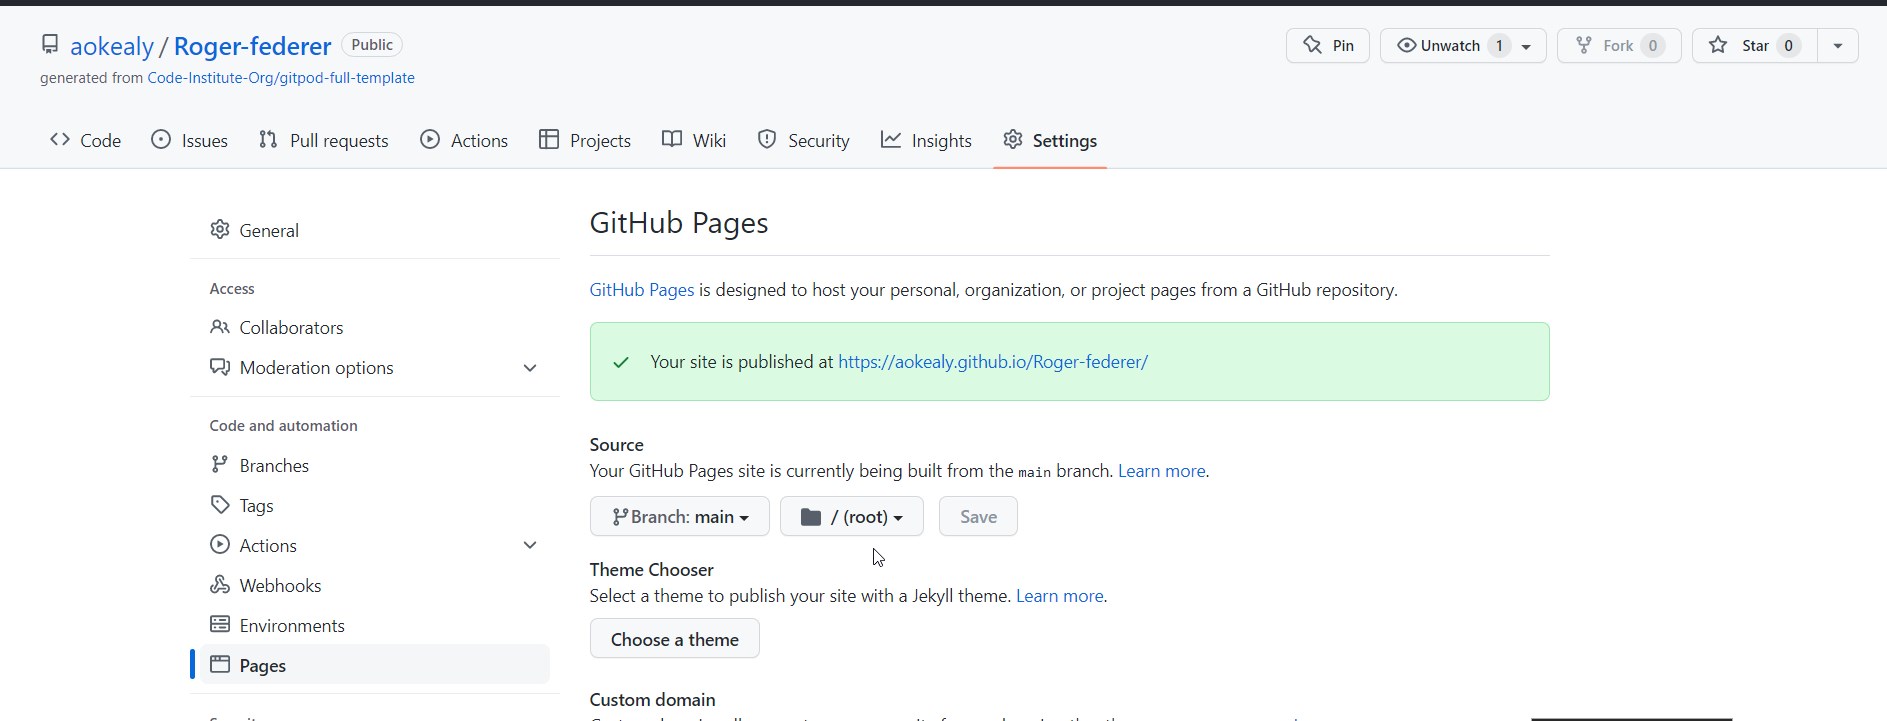 aokealy / Roger-federer Public
generated from Code-Institute-Org/gitpod-full-template
Pin Unwatch 1 Fork 0 Star 0
Code Issues Pull requests Actions Projects Wiki Security Insights Settings
General
Access
Collaborators
Moderation options
Code and automation
Branches
Tags
Actions
Webhooks
Environments
Pages
GitHub Pages
GitHub Pages is designed to host your personal, organization, or project pages from a GitHub repository.
Your site is published at https://aokealy.github.io/Roger-federer/
Source
Your GitHub Pages site is currently being built from the main branch. Learn more.
Branch: main / (root) Save
Theme Chooser
Select a theme to publish your site with a Jekyll theme. Learn more.
Choose a theme
Custom domain